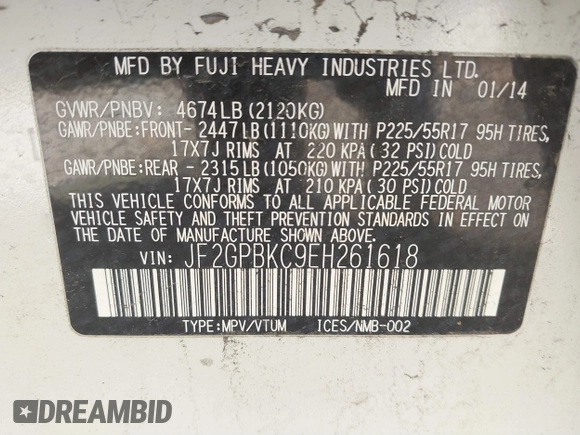 MFD BY FUJI HEAVY INDUSTRIES LTD.
MFD IN 01/14
GVWR/PNBV: 4674LB (2120KG)
GAWR/PNBE:FRONT- 2447LB(1110KG)WITH P225/55R17 95H TIRES,
17X7J RIMS AT 220 KPA(32 PSI)COLD
GAWR/PNBE:REAR - 2315LB(1050KG)WITH P225/55R17 95H TIRES,
17X7J RIMS AT 210 KPA(30 PSI)COLD
THIS VEHICLE CONFORMS TO ALL APPLICABLE FEDERAL MOTOR
VEHICLE SAFETY AND THEFT PREVENTION STANDARDS IN EFFECT ON
THE DATE OF MANUFACTURE SHOWN ABOVE.
VIN: JF2GPBKC9EH261618
TYPE:MPV/VTUM ICES/NMB-002
DREAMBID